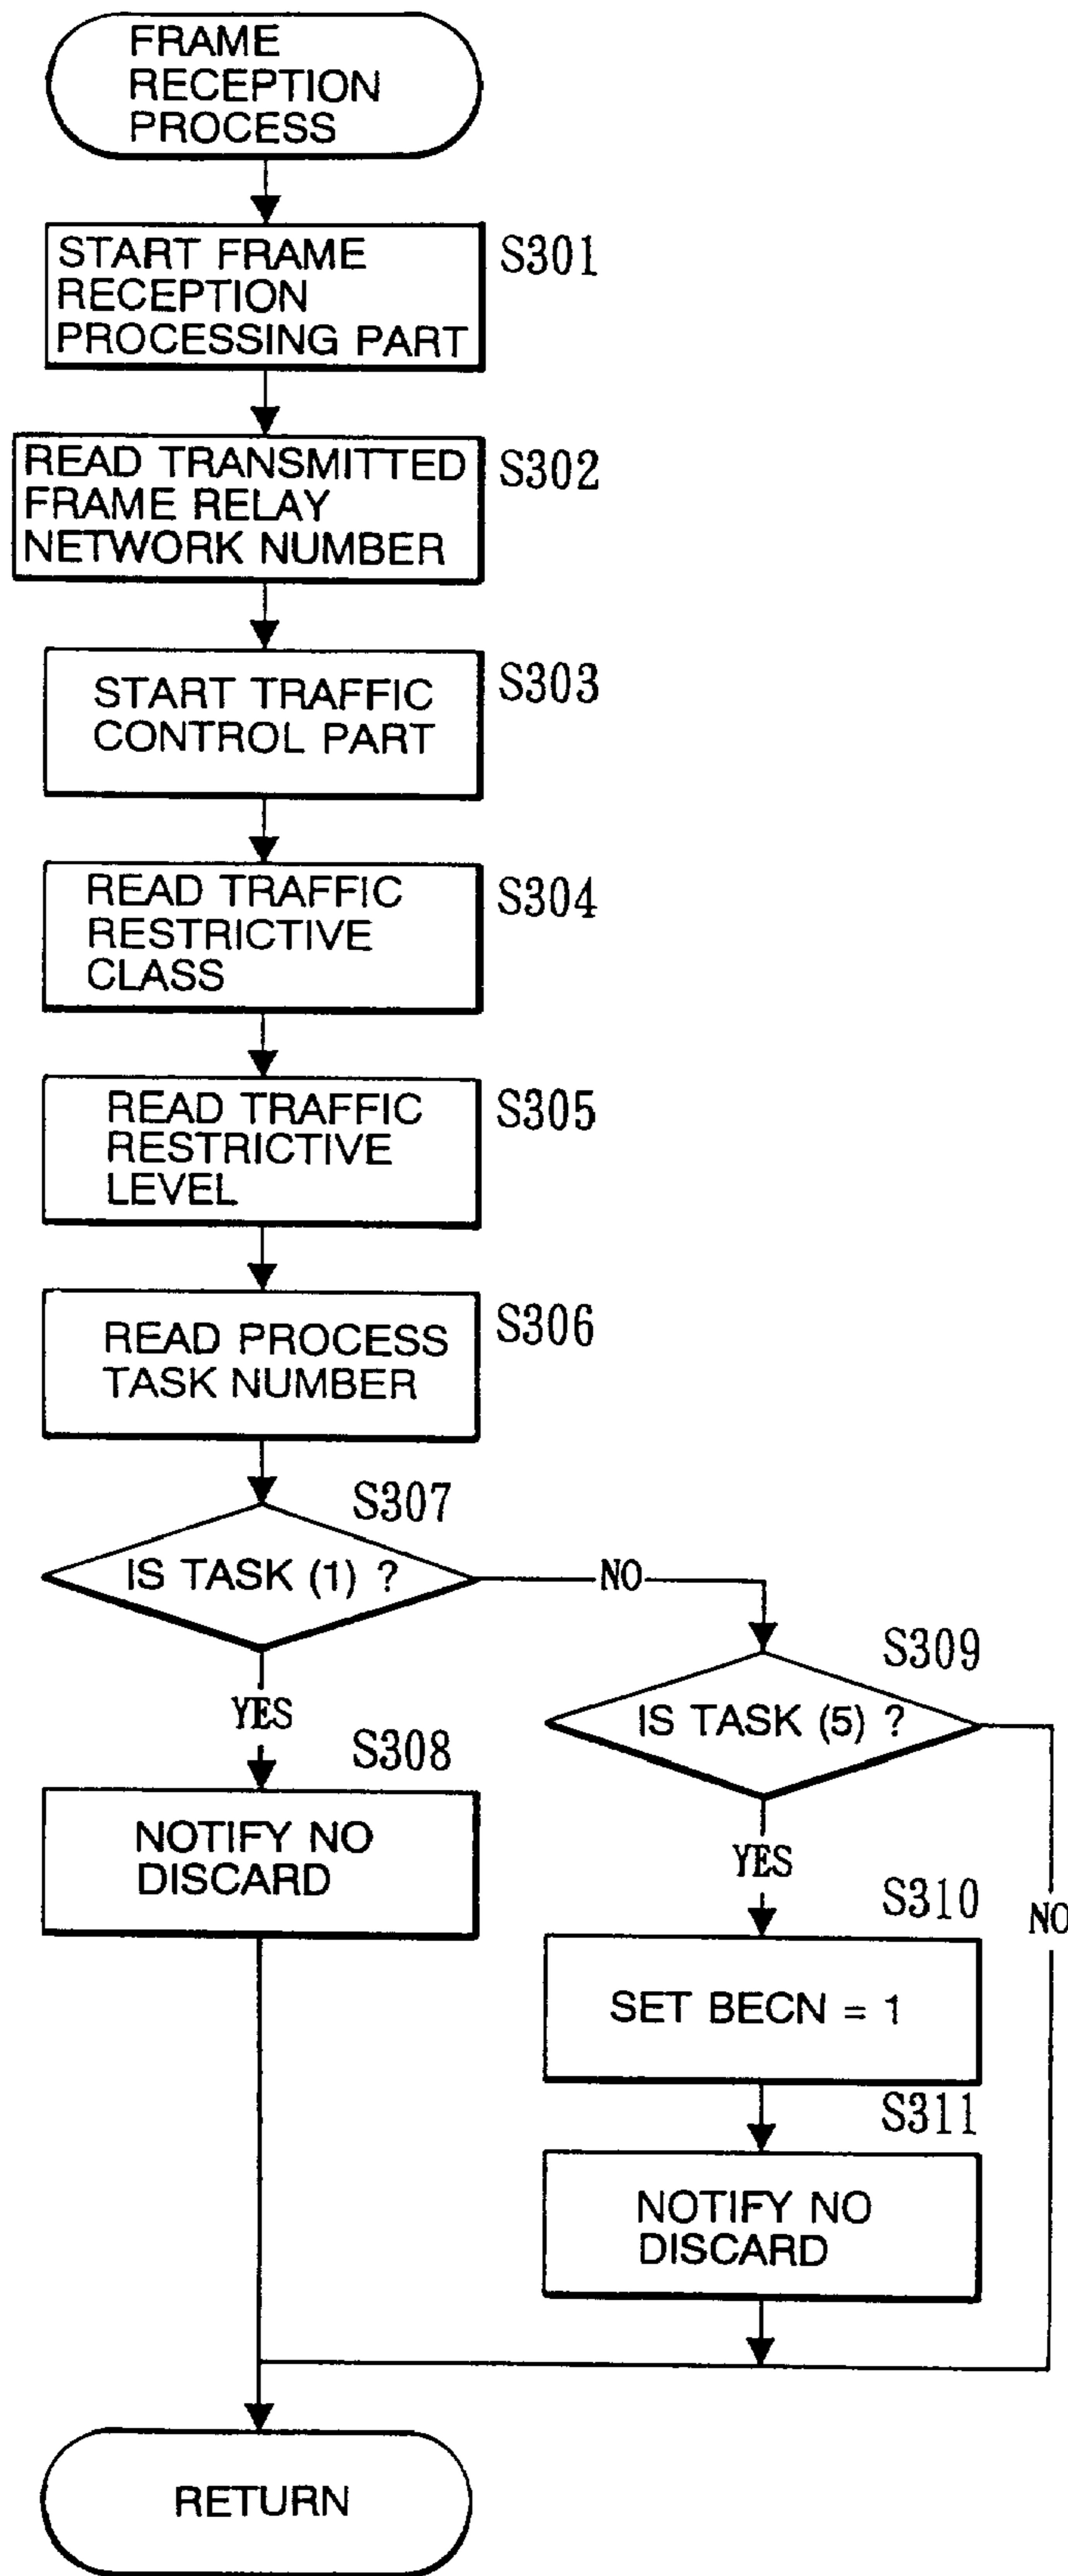 FRAME
RECEPTION
PROCESS
START FRAME
RECEPTION
PROCESSING PART
S301
READ TRANSMITTED
FRAME RELAY
NETWORK NUMBER
S302
START TRAFFIC
CONTROL PART
S303
READ TRAFFIC
RESTRICTIVE
CLASS
S304
READ TRAFFIC
RESTRICTIVE
LEVEL
S305
READ PROCESS
TASK NUMBER
S306
S307
IS TASK (1) ?
NO
YES
S308
NOTIFY NO
DISCARD
S309
IS TASK (5) ?
YES
NO
S310
SET BECN = 1
S311
NOTIFY NO
DISCARD
RETURN